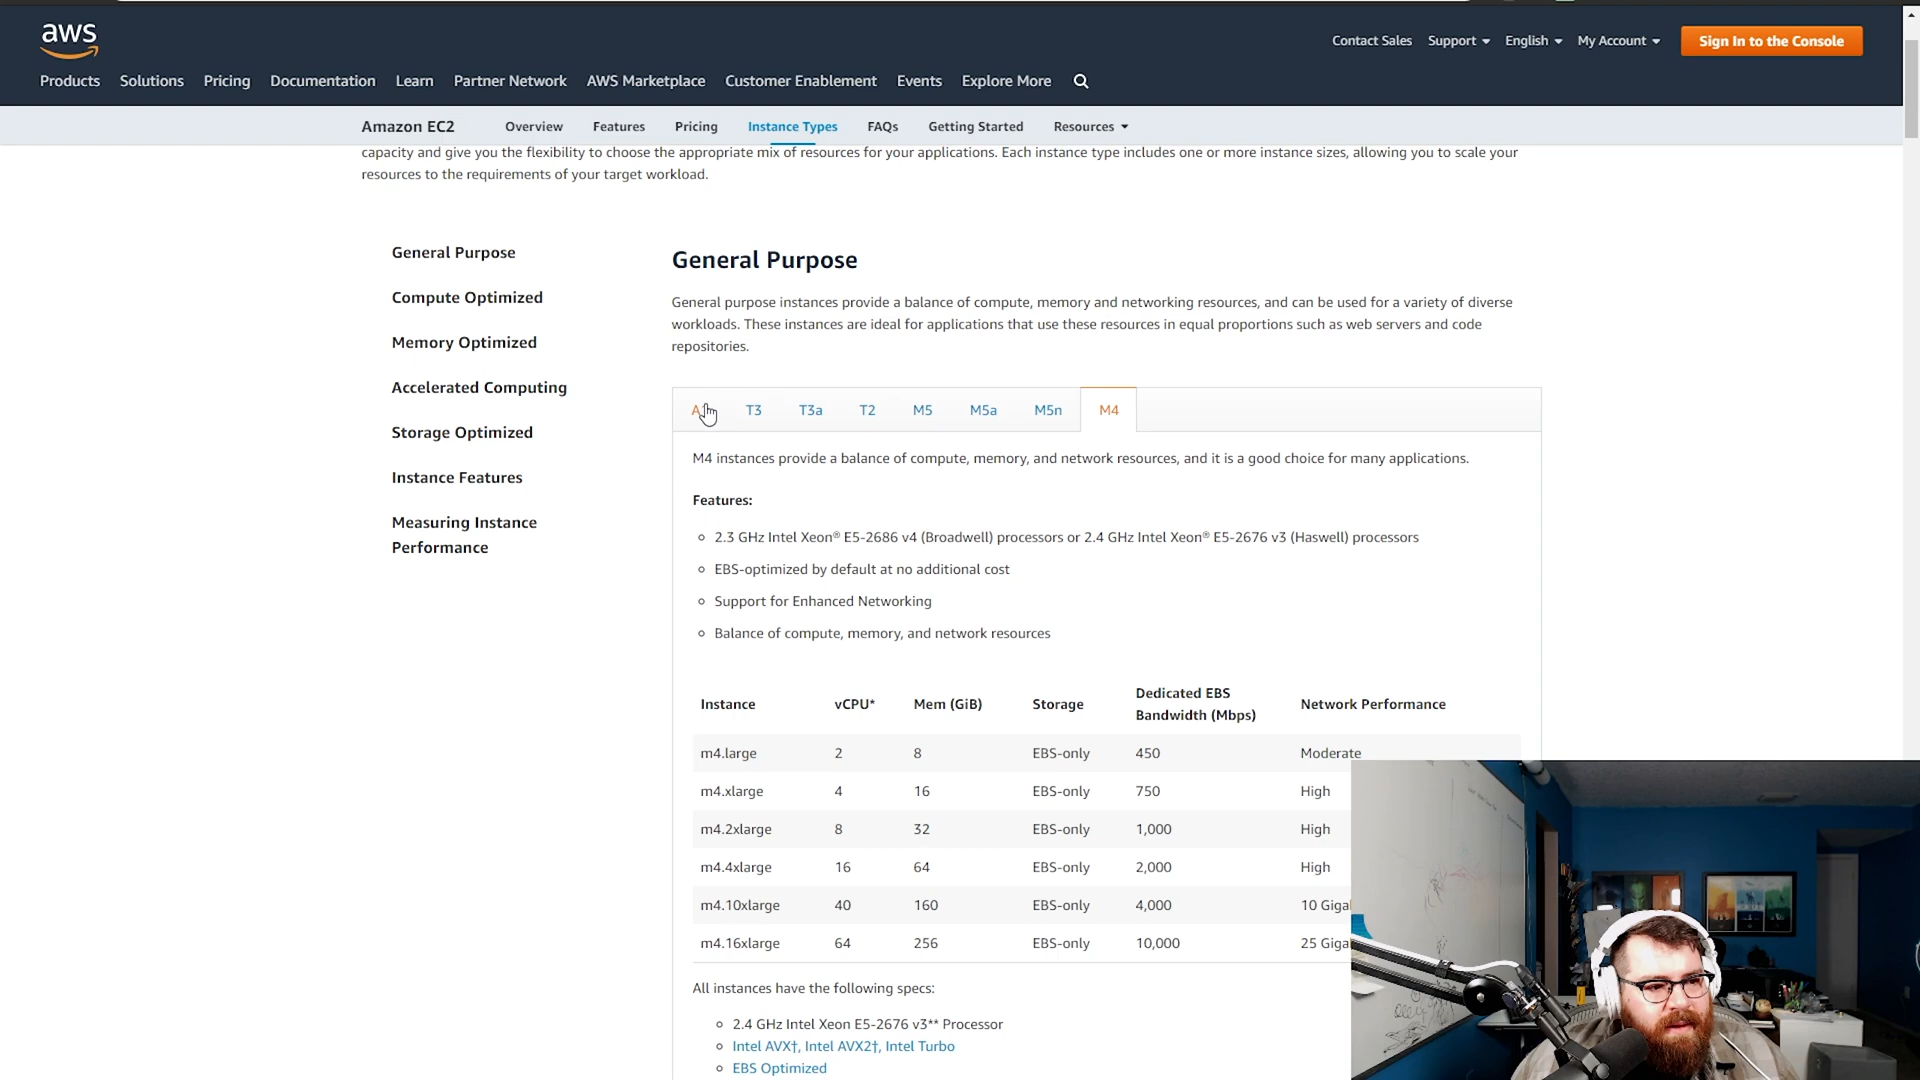 aws
Contact Sales Support English My Account Sign In to the Console
Products Solutions Pricing Documentation Learn Partner Network AWS Marketplace Customer Enablement Events Explore More
Amazon EC2 Overview Features Pricing Instance Types FAQs Getting Started Resources
capacity and give you the flexibility to choose the appropriate mix of resources for your applications. Each instance type includes one or more instance sizes, allowing you to scale your
resources to the requirements of your target workload.
General Purpose
Compute Optimized
Memory Optimized
Accelerated Computing
Storage Optimized
Instance Features
Measuring Instance
Performance
General Purpose
General purpose instances provide a balance of compute, memory and networking resources, and can be used for a variety of diverse
workloads. These instances are ideal for applications that use these resources in equal proportions such as web servers and code
repositories.
T3 T3a T2 M5 M5a M5n M4
M4 instances provide a balance of compute, memory, and network resources, and it is a good choice for many applications.
Features:
2.3 GHz Intel Xeon® E5-2686 v4 (Broadwell) processors or 2.4 GHz Intel Xeon® E5-2676 v3 (Haswell) processors
EBS-optimized by default at no additional cost
Support for Enhanced Networking
Balance of compute, memory, and network resources
Instance vCPU* Mem (GiB) Storage Dedicated EBS Bandwidth (Mbps) Network Performance
m4.large 2 8 EBS-only 450 Moderate
m4.xlarge 4 16 EBS-only 750 High
m4.2xlarge 8 32 EBS-only 1,000 High
m4.4xlarge 16 64 EBS-only 2,000 High
m4.10xlarge 40 160 EBS-only 4,000 10
m4.16xlarge 64 256 EBS-only 10,000 25
All instances have the following specs:
2.4 GHz Intel Xeon E5-2676 v3** Processor
Intel AVX†, Intel AVX2†, Intel Turbo
EBS Optimized